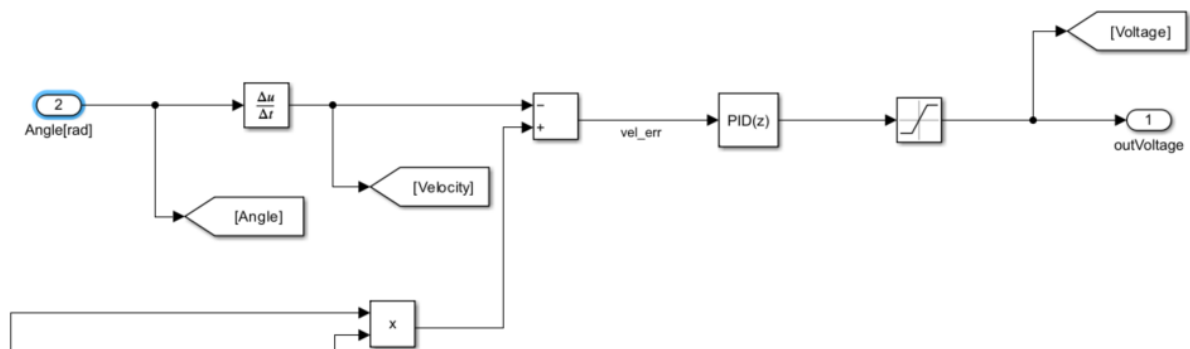 [Voltage]
2
Angle[rad]
Δu
Δt
−
+
vel_err
PID(z)
1
outVoltage
[Velocity]
[Angle]
x